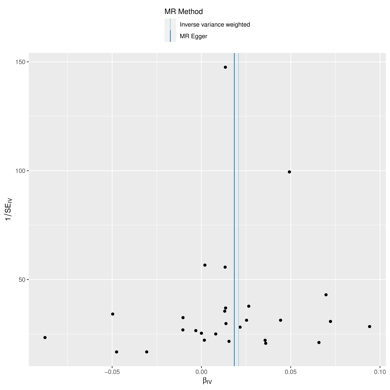 MR Method
Inverse variance weighted
MR Egger
150
100
50
1/SE_IV
−0.05
0.00
0.05
0.10
β_IV